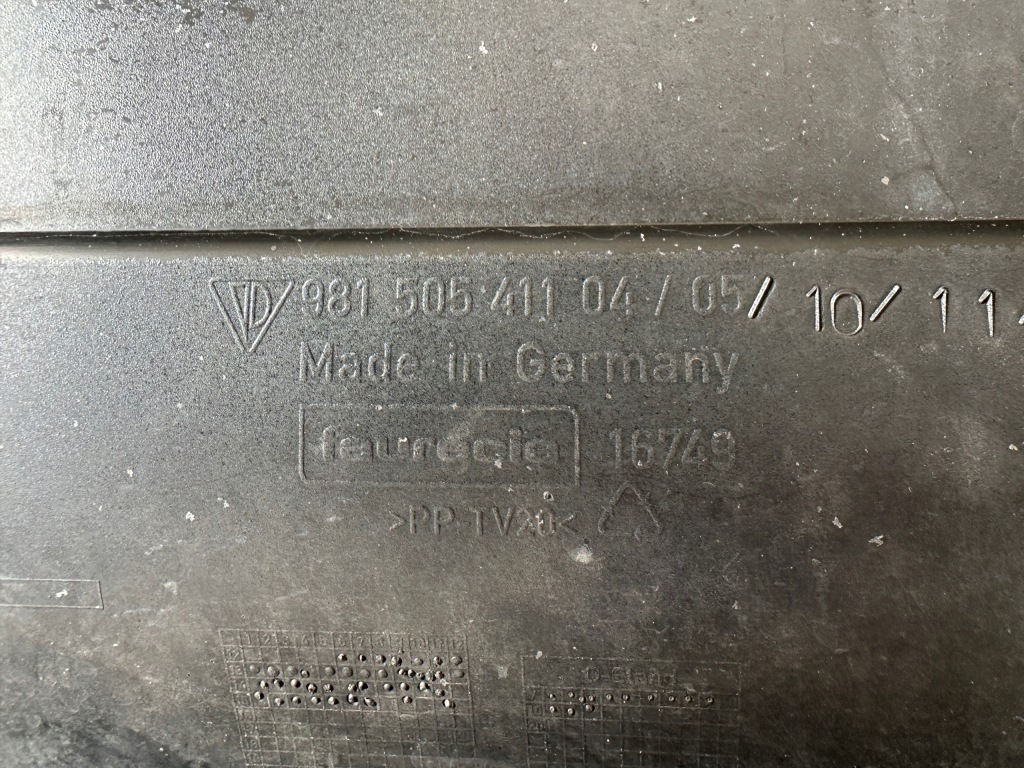 981 505 411 04 / 05 / 10 / 11
Made in Germany
faurecia 16749
>PP-TV20<